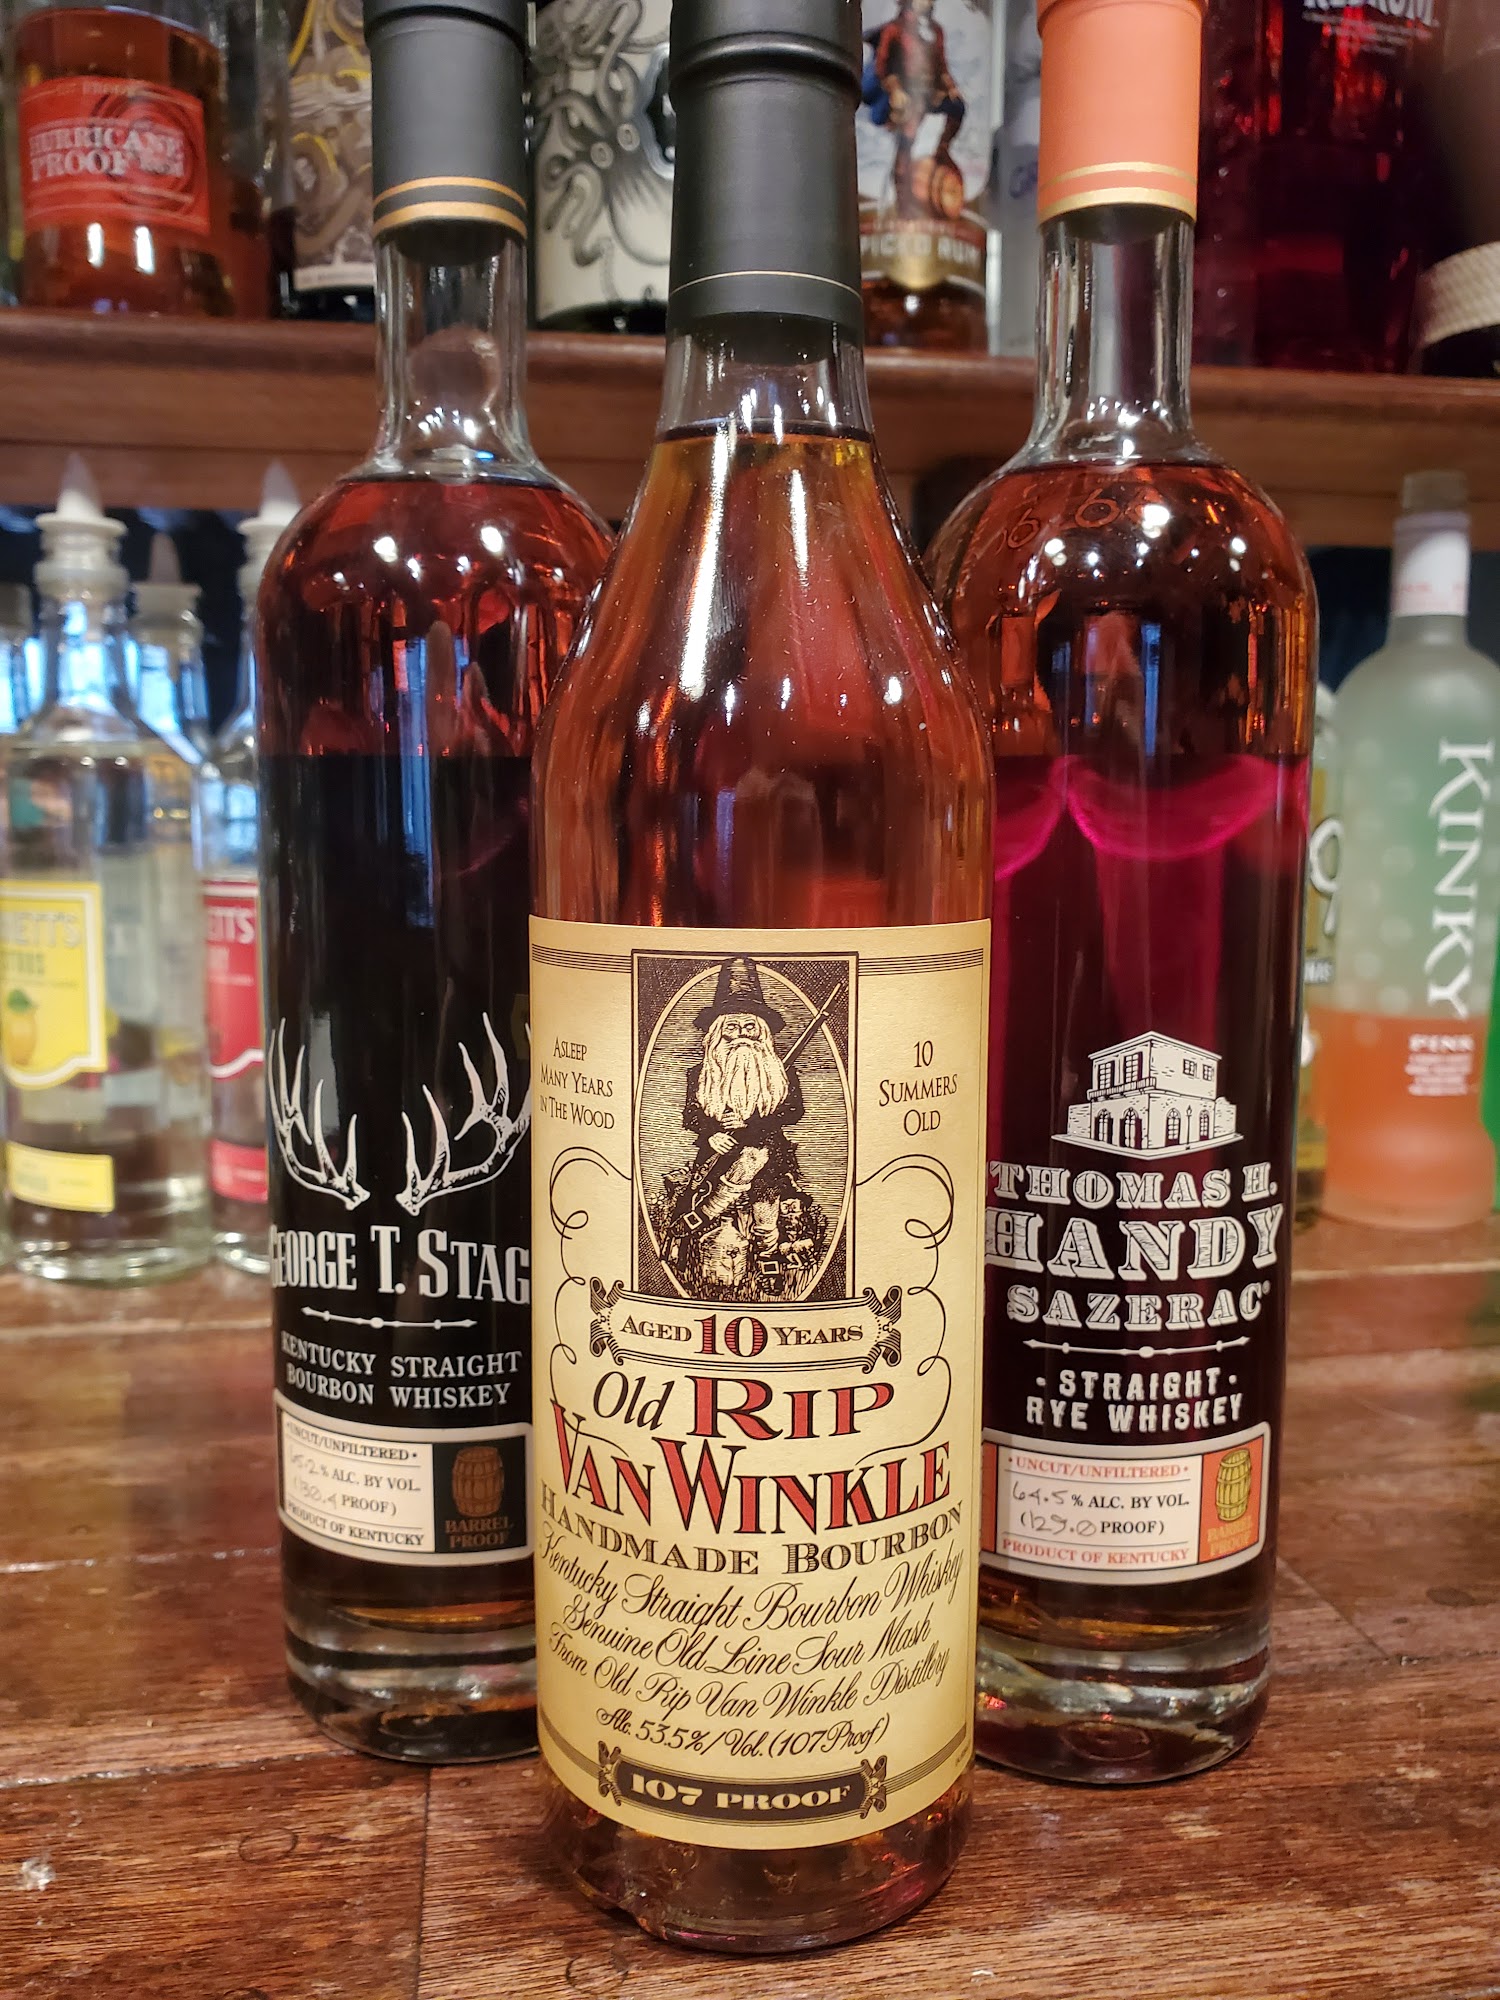 HURRICANE
PROOF
SPICED RUM
KINKY
PINK
GEORGE T. STAG
KENTUCKY STRAIGHT
BOURBON WHISKEY
UNCUT/UNFILTERED
65.2% ALC. BY VOL.
(130.4 PROOF)
PRODUCT OF KENTUCKY
BARREL
PROOF
ASLEEP
MANY YEARS
IN THE WOOD
10
SUMMERS
OLD
AGED 10 YEARS
Old RIP
VAN WINKLE
HANDMADE BOURBON
Kentucky Straight Bourbon Whiskey
Genuine Old Line Sour Mash
From Old Rip Van Winkle Distillery
Alc. 53.5%/Vol. (107 Proof)
107 PROOF
THOMAS H.
HANDY
SAZERAC®
· STRAIGHT ·
RYE WHISKEY
· UNCUT/UNFILTERED ·
64.5% ALC. BY VOL.
(129.0 PROOF)
PRODUCT OF KENTUCKY
BARREL
PROOF